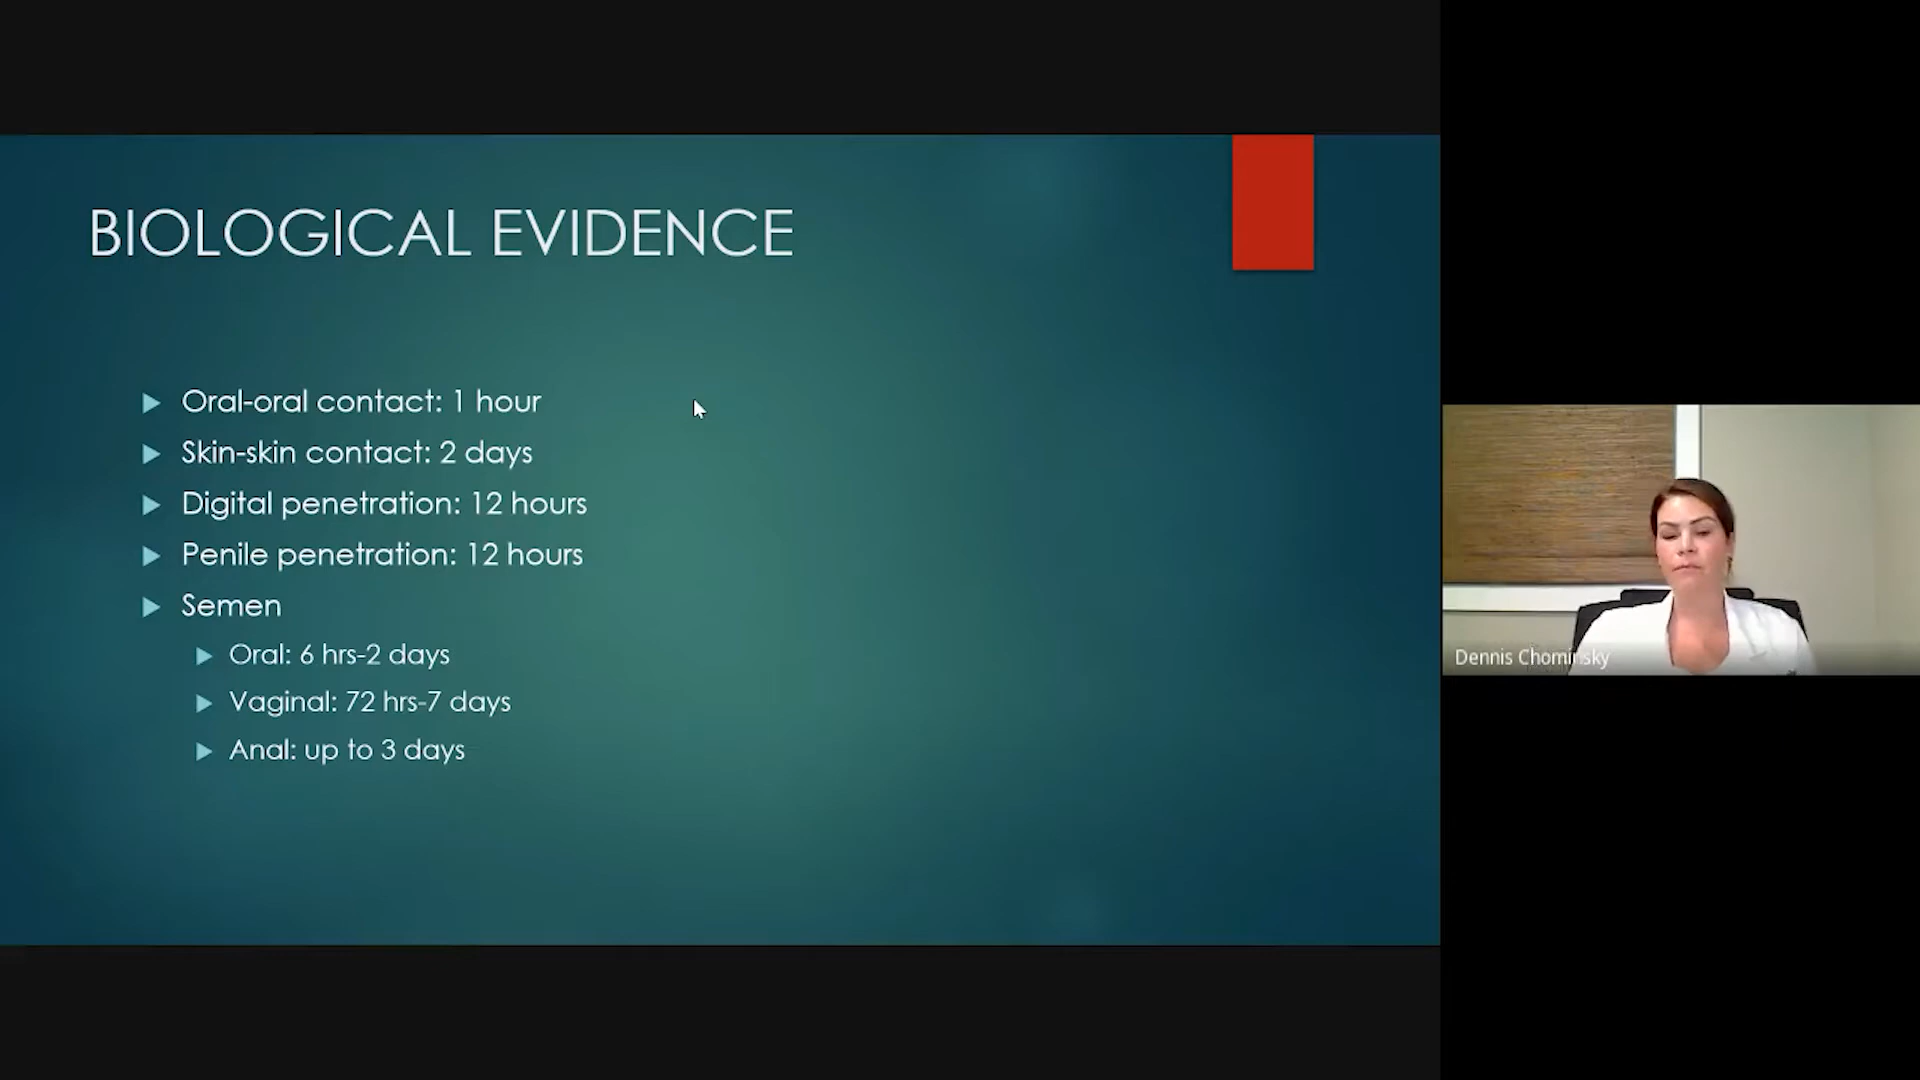 BIOLOGICAL EVIDENCE
Oral-oral contact: 1 hour
Skin-skin contact: 2 days
Digital penetration: 12 hours
Penile penetration: 12 hours
Semen
Oral: 6 hrs-2 days
Vaginal: 72 hrs-7 days
Anal: up to 3 days
Dennis Chominsky